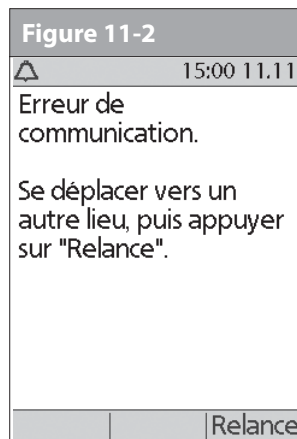 Figure 11-2
15:00 11.11
Erreur de
communication.
Se déplacer vers un
autre lieu, puis appuyer
sur "Relance".
Relance